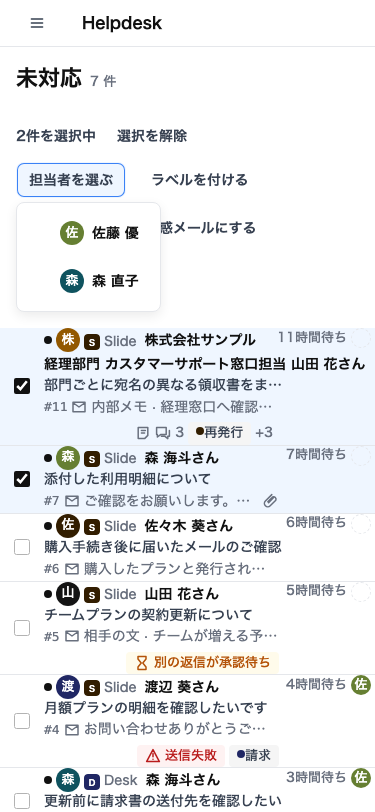 Helpdesk
未対応 7 件
2件を選択中 選択を解除
担当者を選ぶ ラベルを付ける
惑メールにする
佐 佐藤 優
森 森 直子
株 S Slide 株式会社サンプル 11時間待ち
経理部門 カスタマーサポート窓口担当 山田 花さん
部門ごとに宛名の異なる領収書をま…
#11 内部メモ · 経理窓口へ確認…
3 再発行 +3
森 S Slide 森 海斗さん 7時間待ち
添付した利用明細について
#7 ご確認をお願いします。…
佐 S Slide 佐々木 葵さん 6時間待ち
購入手続き後に届いたメールのご確認
#6 購入したプランと発行され…
山 S Slide 山田 花さん 5時間待ち
チームプランの契約更新について
#5 相手の文 · チームが増える予…
別の返信が承認待ち
渡 S Slide 渡辺 葵さん 4時間待ち 佐
月額プランの明細を確認したいです
#4 お問い合わせありがとうご…
送信失敗 請求
森 D Desk 森 海斗さん 3時間待ち 佐
更新前に請求書の送付先を確認したい